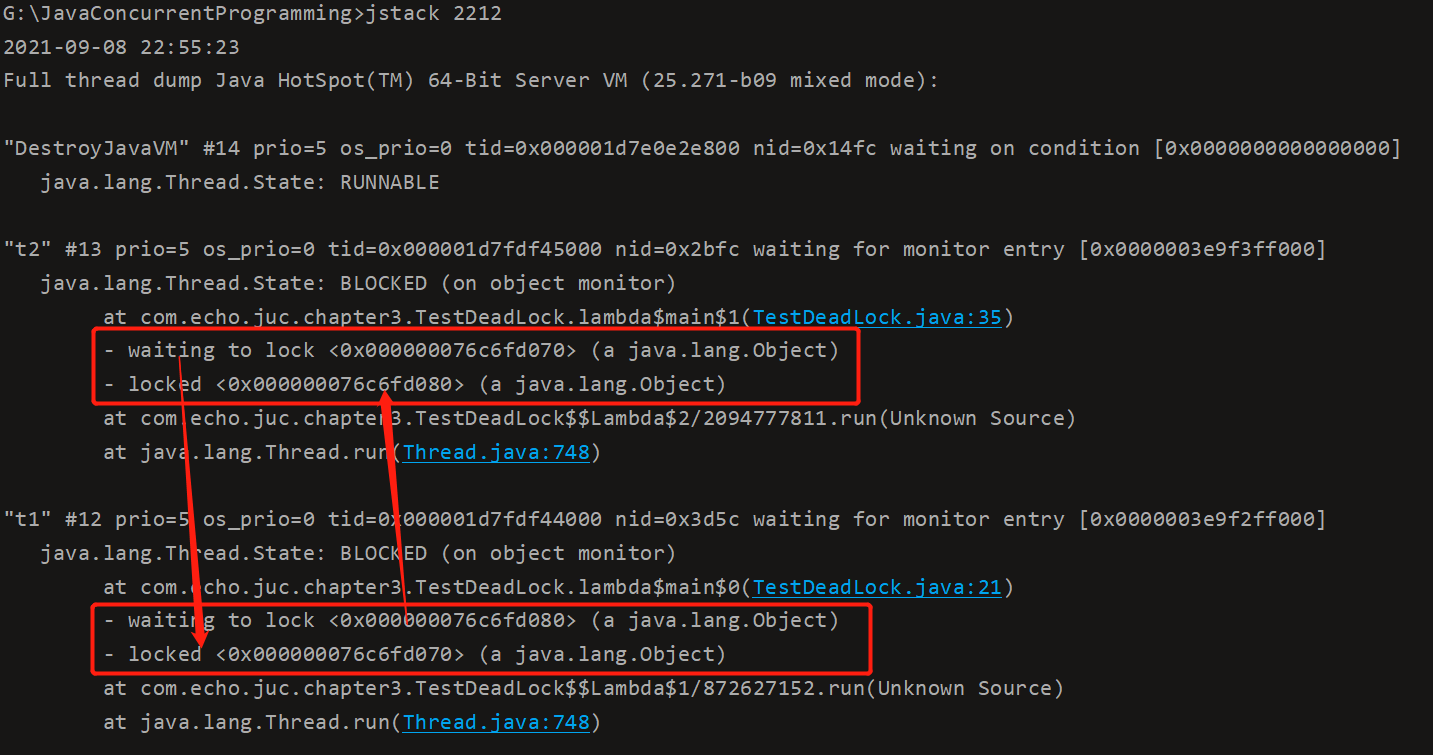 G:\JavaConcurrentProgramming>jstack 2212
2021-09-08 22:55:23
Full thread dump Java HotSpot(TM) 64-Bit Server VM (25.271-b09 mixed mode):
"DestroyJavaVM" #14 prio=5 os_prio=0 tid=0x000001d7e0e2e800 nid=0x14fc waiting on condition [0x0000000000000000]
java.lang.Thread.State: RUNNABLE
"t2" #13 prio=5 os_prio=0 tid=0x000001d7fdf45000 nid=0x2bfc waiting for monitor entry [0x0000003e9f3ff000]
java.lang.Thread.State: BLOCKED (on object monitor)
at com.echo.juc.chapter3.TestDeadLock.lambda$main$1(TestDeadLock.java:35)
- waiting to lock <0x000000076c6fd070> (a java.lang.Object)
- locked <0x000000076c6fd080> (a java.lang.Object)
at com.echo.juc.chapter3.TestDeadLock$$Lambda$2/2094777811.run(Unknown Source)
at java.lang.Thread.run(Thread.java:748)
"t1" #12 prio=5 os_prio=0 tid=0x000001d7fdf44000 nid=0x3d5c waiting for monitor entry [0x0000003e9f2ff000]
java.lang.Thread.State: BLOCKED (on object monitor)
at com.echo.juc.chapter3.TestDeadLock.lambda$main$0(TestDeadLock.java:21)
- waiting to lock <0x000000076c6fd080> (a java.lang.Object)
- locked <0x000000076c6fd070> (a java.lang.Object)
at com.echo.juc.chapter3.TestDeadLock$$Lambda$1/872627152.run(Unknown Source)
at java.lang.Thread.run(Thread.java:748)